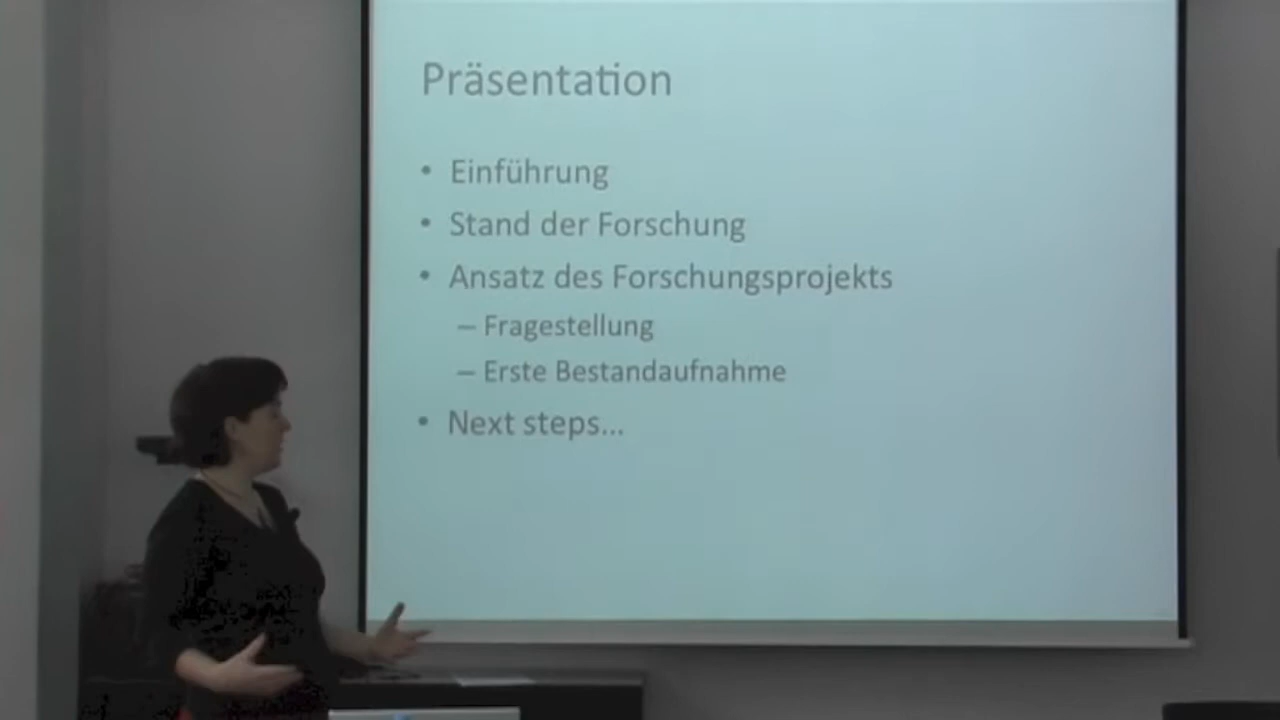 Präsentation
• Einführung
• Stand der Forschung
• Ansatz des Forschungsprojekts
– Fragestellung
– Erste Bestandaufnahme
• Next steps...